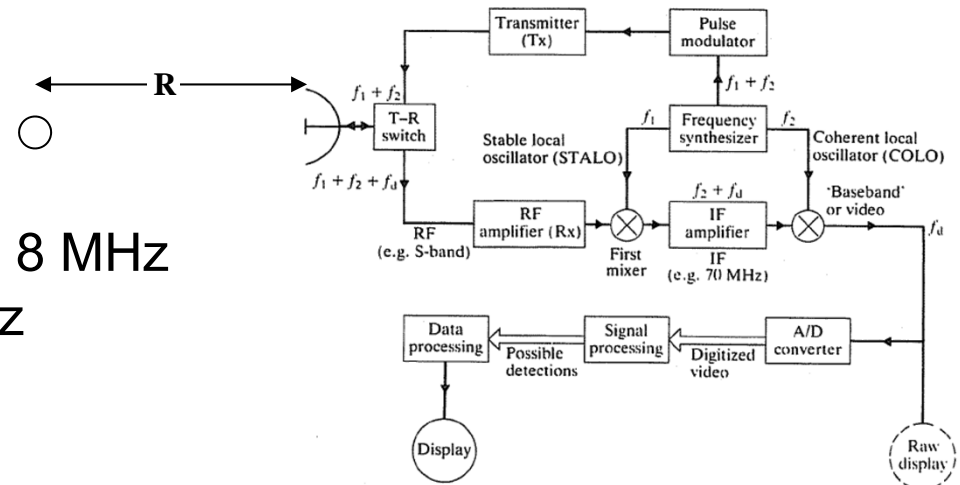 Transmitter
(Tx)
Pulse
modulator
R
f1 + f2
f1 + f2
T–R
switch
f1
Frequency
synthesizer
f2
Stable local
oscillator (STALO)
Coherent local
oscillator (COLO)
f1 + f2 + fd
f2 + fd
'Baseband'
or video
RF
amplifier (Rx)
IF
amplifier
fd
RF
(e.g. S-band)
First
mixer
IF
(e.g. 70 MHz)
8 MHz
z
Data
processing
Possible
detections
Signal
processing
Digitized
video
A/D
converter
Display
Raw
display